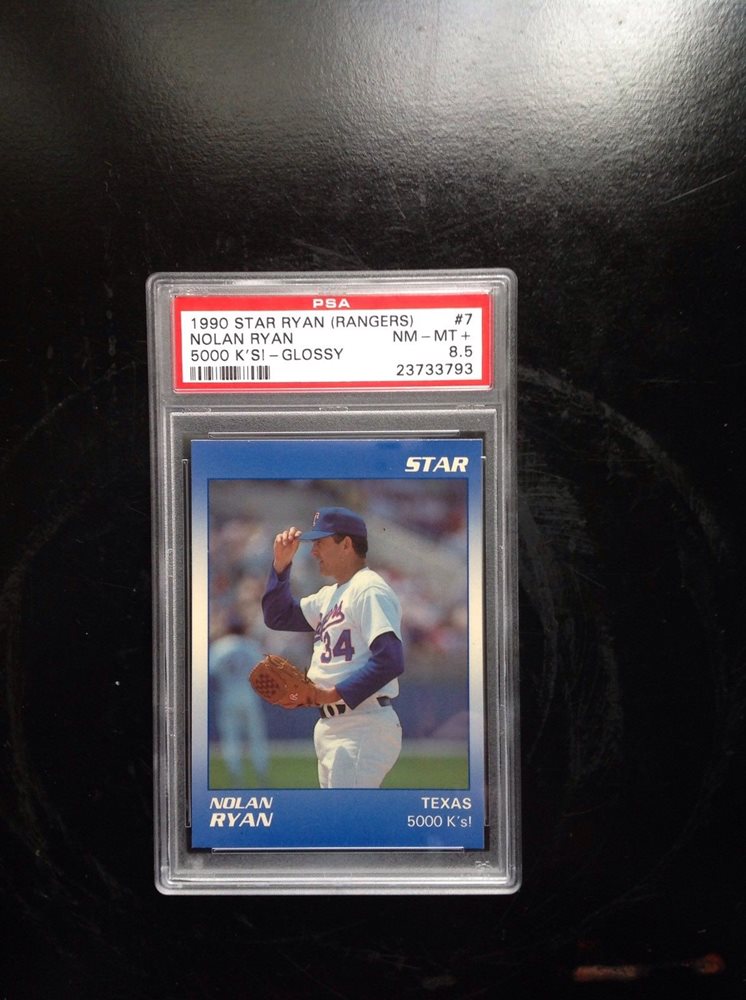 PSA
1990 STAR RYAN (RANGERS) #7
NOLAN RYAN NM-MT+
5000 K'S!-GLOSSY 8.5
23733793
STAR
34
NOLAN TEXAS
RYAN 5000 K's!